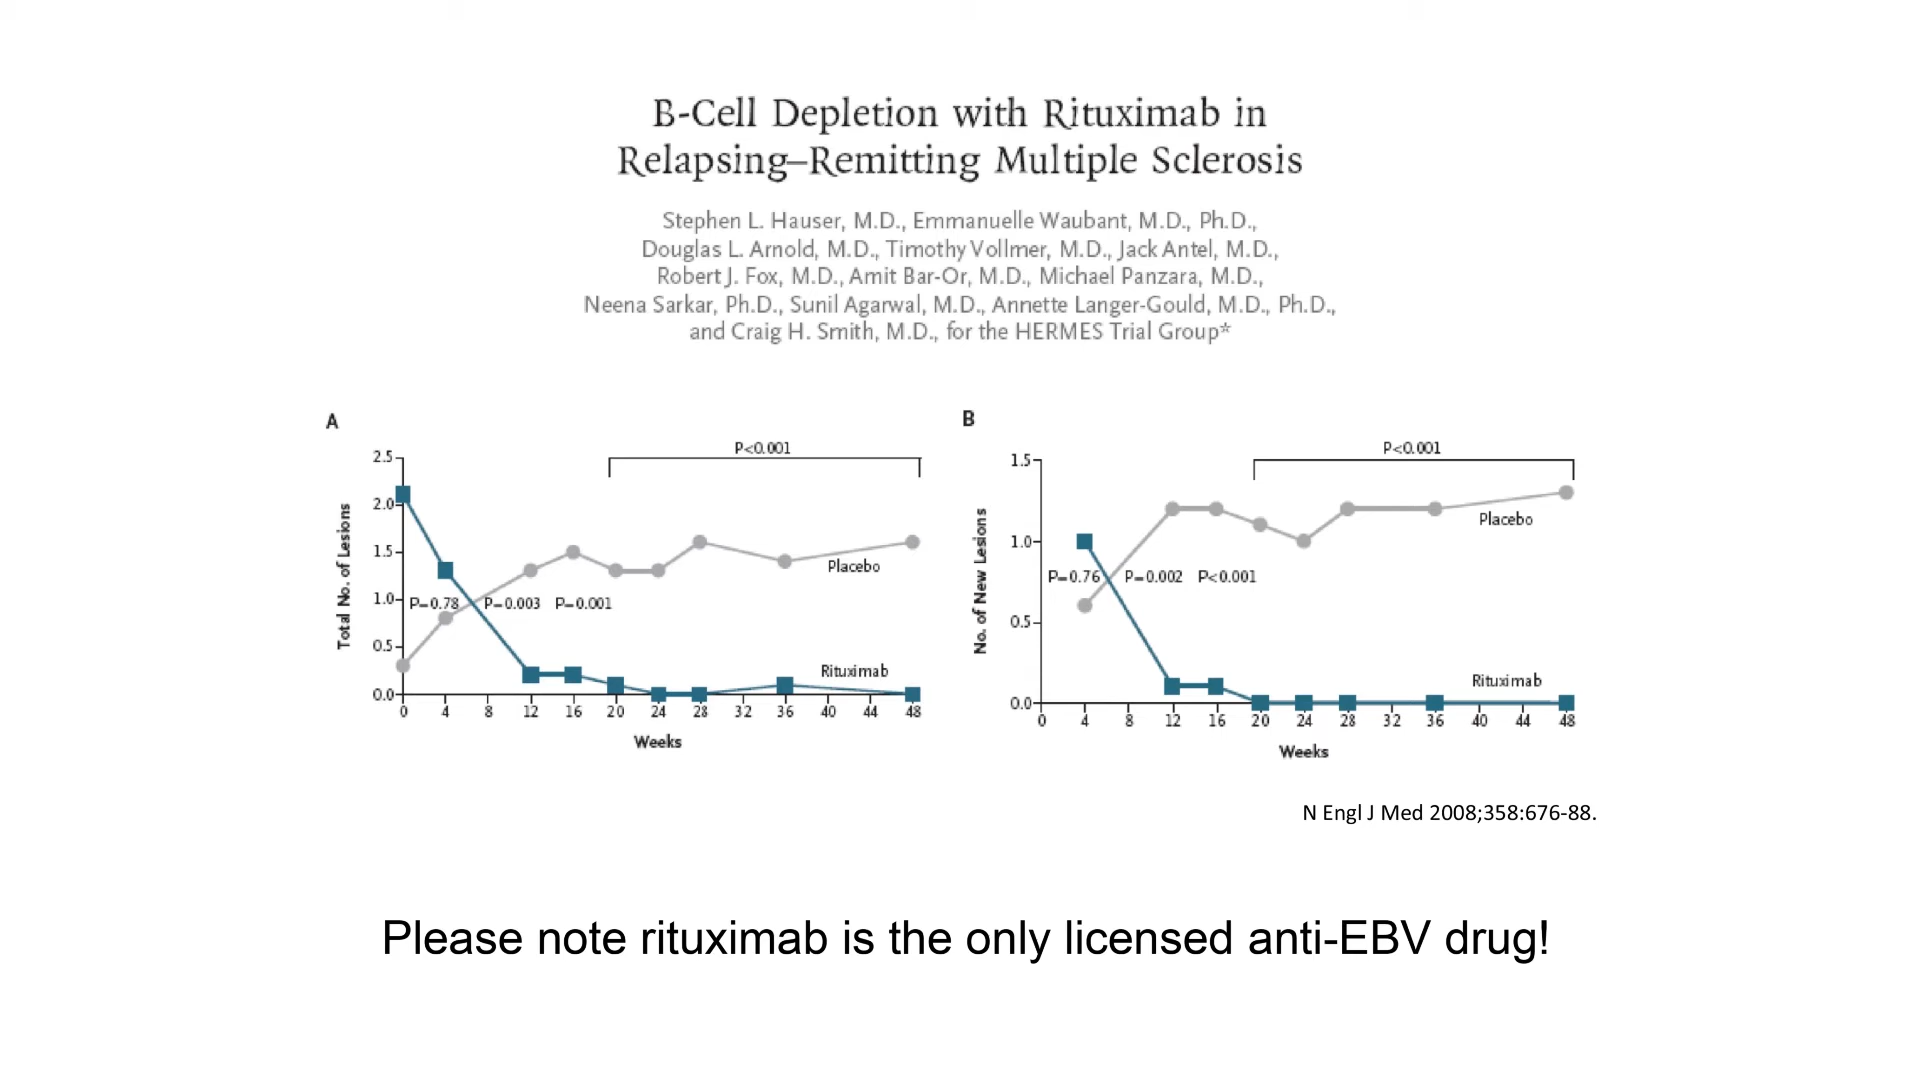 B-Cell Depletion with Rituximab in
Relapsing–Remitting Multiple Sclerosis
Stephen L. Hauser, M.D., Emmanuelle Waubant, M.D., Ph.D.,
Douglas L. Arnold, M.D., Timothy Vollmer, M.D., Jack Antel, M.D.,
Robert J. Fox, M.D., Amit Bar-Or, M.D., Michael Panzara, M.D.,
Neena Sarkar, Ph.D., Sunil Agarwal, M.D., Annette Langer-Gould, M.D., Ph.D.,
and Craig H. Smith, M.D., for the HERMES Trial Group*
A
P<0.001
2.5
2.0
1.5
1.0
0.5
0.0
Total No. of Lesions
Placebo
P=0.78 P=0.003 P=0.001
Rituximab
0 4 8 12 16 20 24 28 32 36 40 44 48
Weeks
B
P<0.001
1.5
1.0
0.5
0.0
No. of New Lesions
Placebo
P=0.76 P=0.002 P<0.001
Rituximab
0 4 8 12 16 20 24 28 32 36 40 44 48
Weeks
N Engl J Med 2008;358:676-88.
Please note rituximab is the only licensed anti-EBV drug!